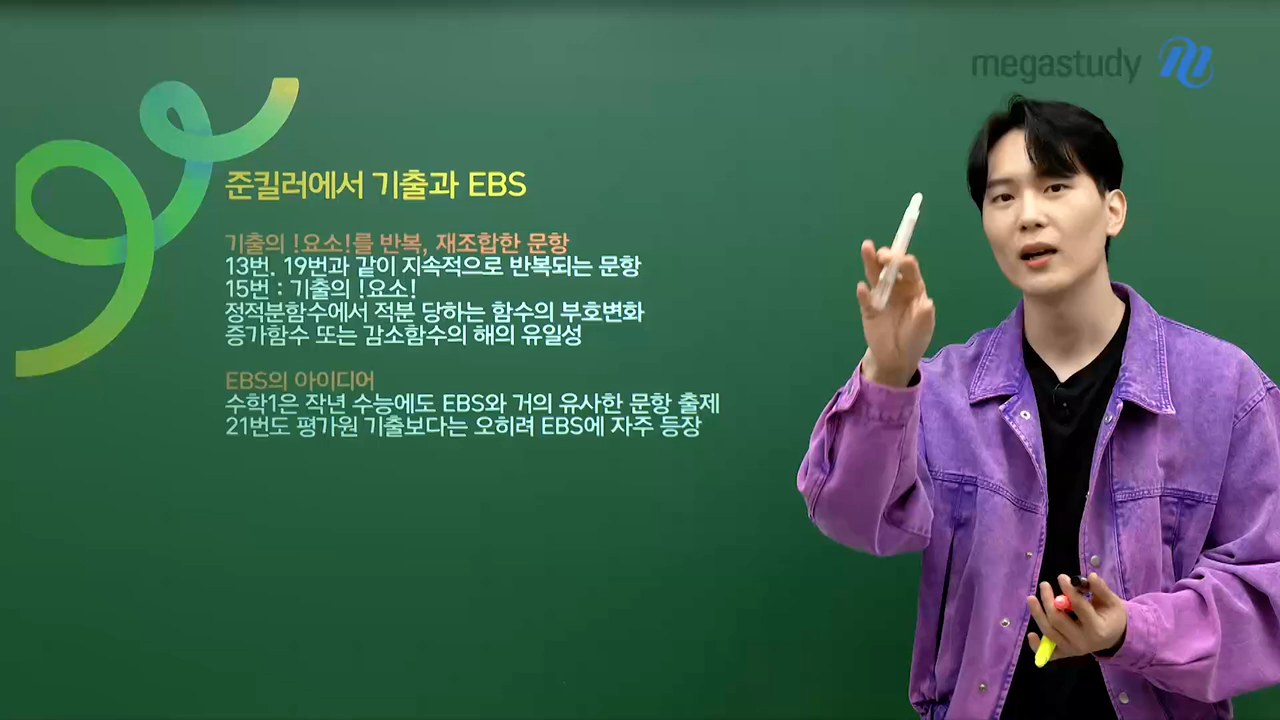 megastudy
준킬러에서 기출과 EBS
기출의 !요소!를 반복, 재조합한 문항
13번. 19번과 같이 지속적으로 반복되는 문항
15번 : 기출의 !요소!
정적분함수에서 적분 당하는 함수의 부호변화
증가함수 또는 감소함수의 해의 유일성
EBS의 아이디어
수학1은 작년 수능에도 EBS와 거의 유사한 문항 출제
21번도 평가원 기출보다는 오히려 EBS에 자주 등장